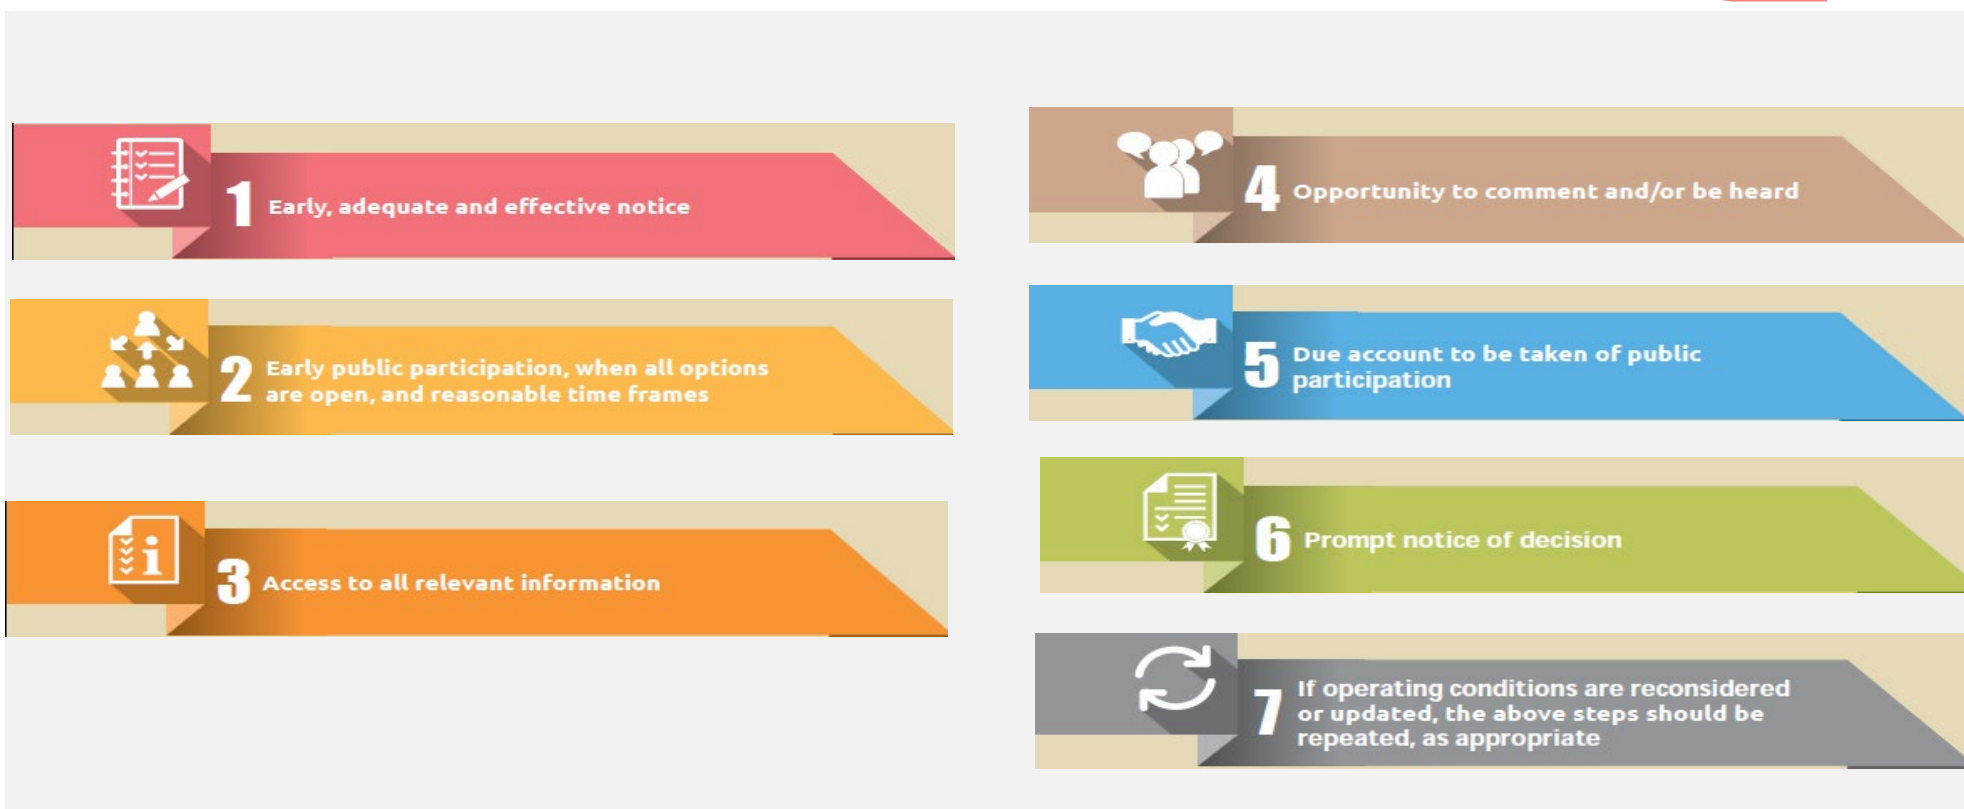 1 Early, adequate and effective notice
2 Early public participation, when all options
are open, and reasonable time frames
3 Access to all relevant information
4 Opportunity to comment and/or be heard
5 Due account to be taken of public
participation
6 Prompt notice of decision
7 If operating conditions are reconsidered
or updated, the above steps should be
repeated, as appropriate